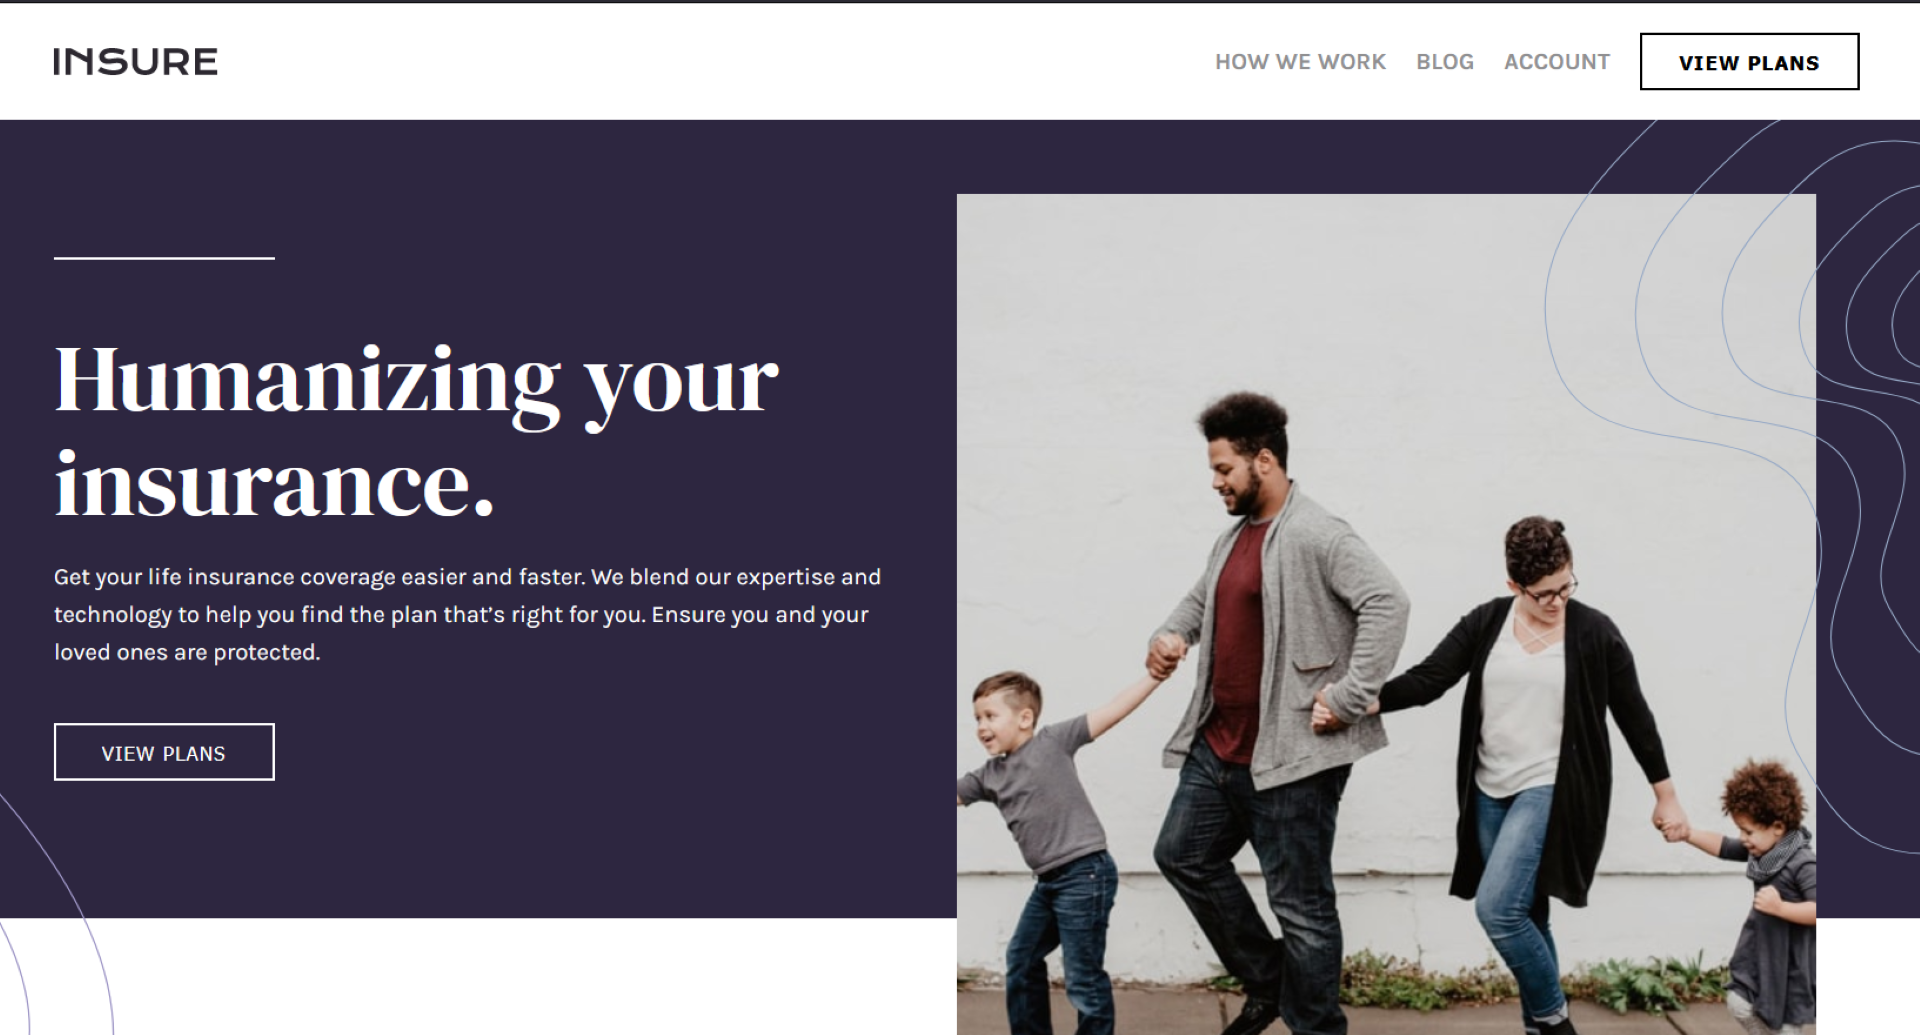 INSURE
HOW WE WORK
BLOG
ACCOUNT
VIEW PLANS
Humanizing your
insurance.
Get your life insurance coverage easier and faster. We blend our expertise and
technology to help you find the plan that’s right for you. Ensure you and your
loved ones are protected.
VIEW PLANS